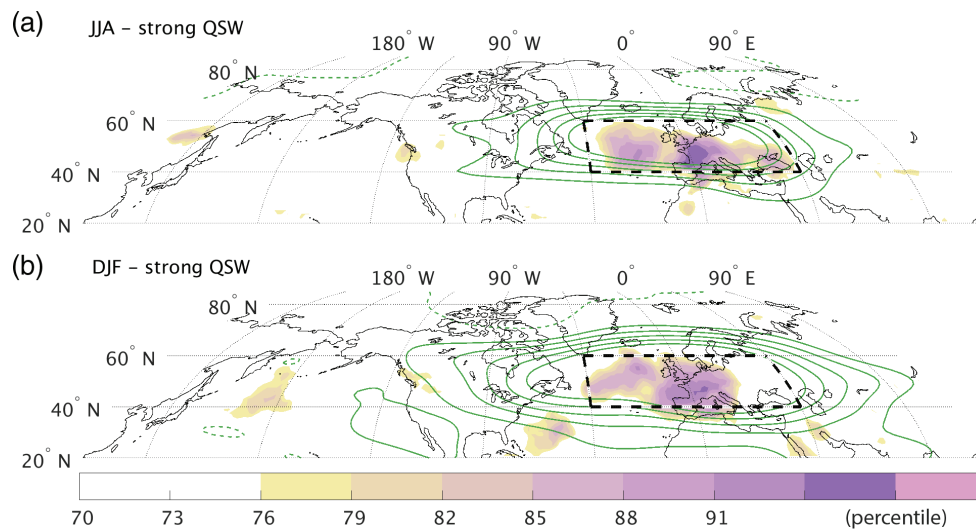 (a)
JJA – strong QSW
180° W 90° W 0° 90° E
80° N
60° N
40° N
20° N
(b)
DJF – strong QSW
180° W 90° W 0° 90° E
80° N
60° N
40° N
20° N
70 73 76 79 82 85 88 91 (percentile)